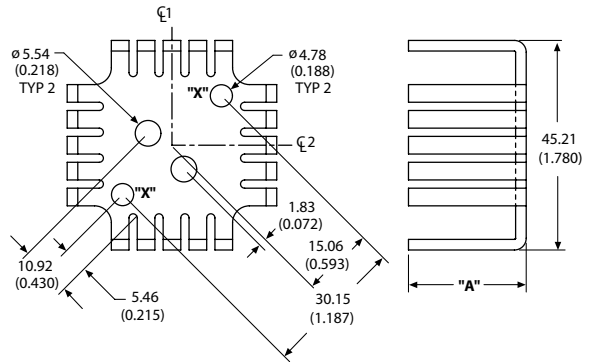 ℄1
ø 5.54
(0.218)
TYP 2
ø 4.78
(0.188)
TYP 2
"X"
℄2
"X"
45.21
(1.780)
1.83
(0.072)
15.06
(0.593)
10.92
(0.430)
5.46
(0.215)
30.15
(1.187)
"A"